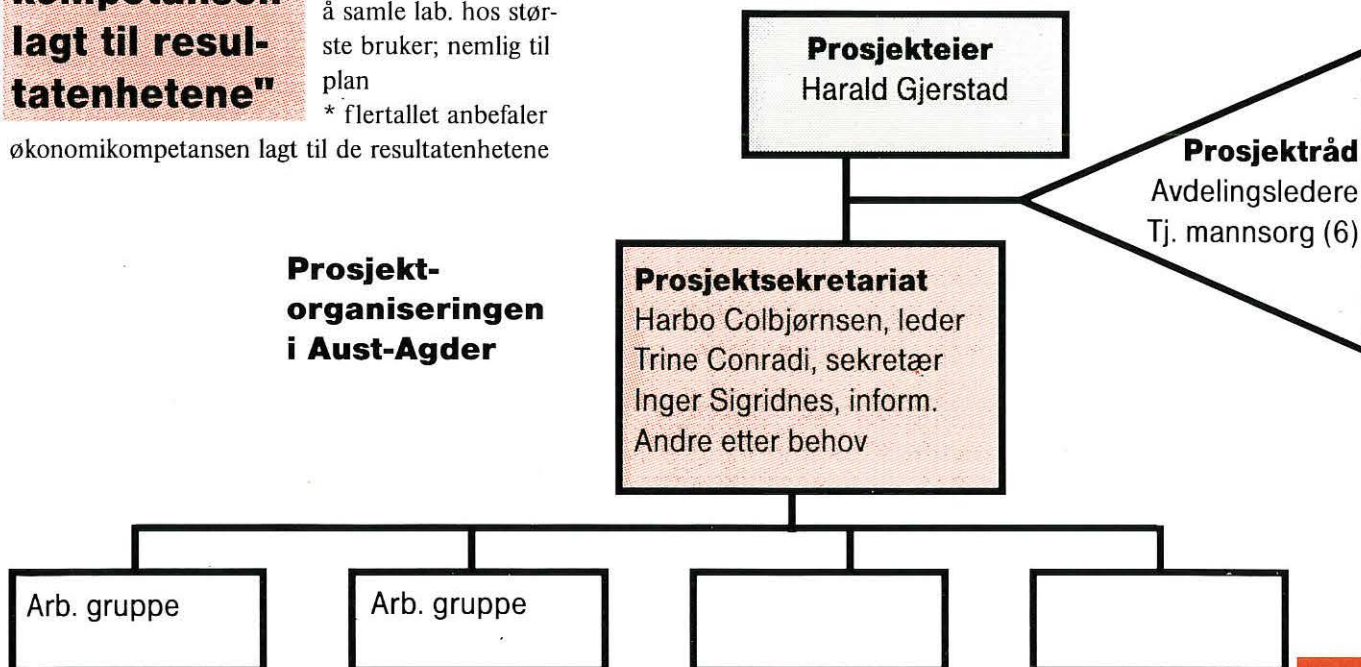 kompetansen
lagt til resul-
tatenhetene"
å samle lab. hos stør-
ste bruker; nemlig til
plan
* flertallet anbefaler
økonomikompetansen lagt til de resultatenhetene
Prosjekt-
organiseringen
i Aust-Agder
Prosjekteier
Harald Gjerstad
Prosjektråd
Avdelingsledere
Tj. mannsorg (6)
Prosjektsekretariat
Harbo Colbjørnsen, leder
Trine Conradi, sekretær
Inger Sigridnes, inform.
Andre etter behov
Arb. gruppe
Arb. gruppe